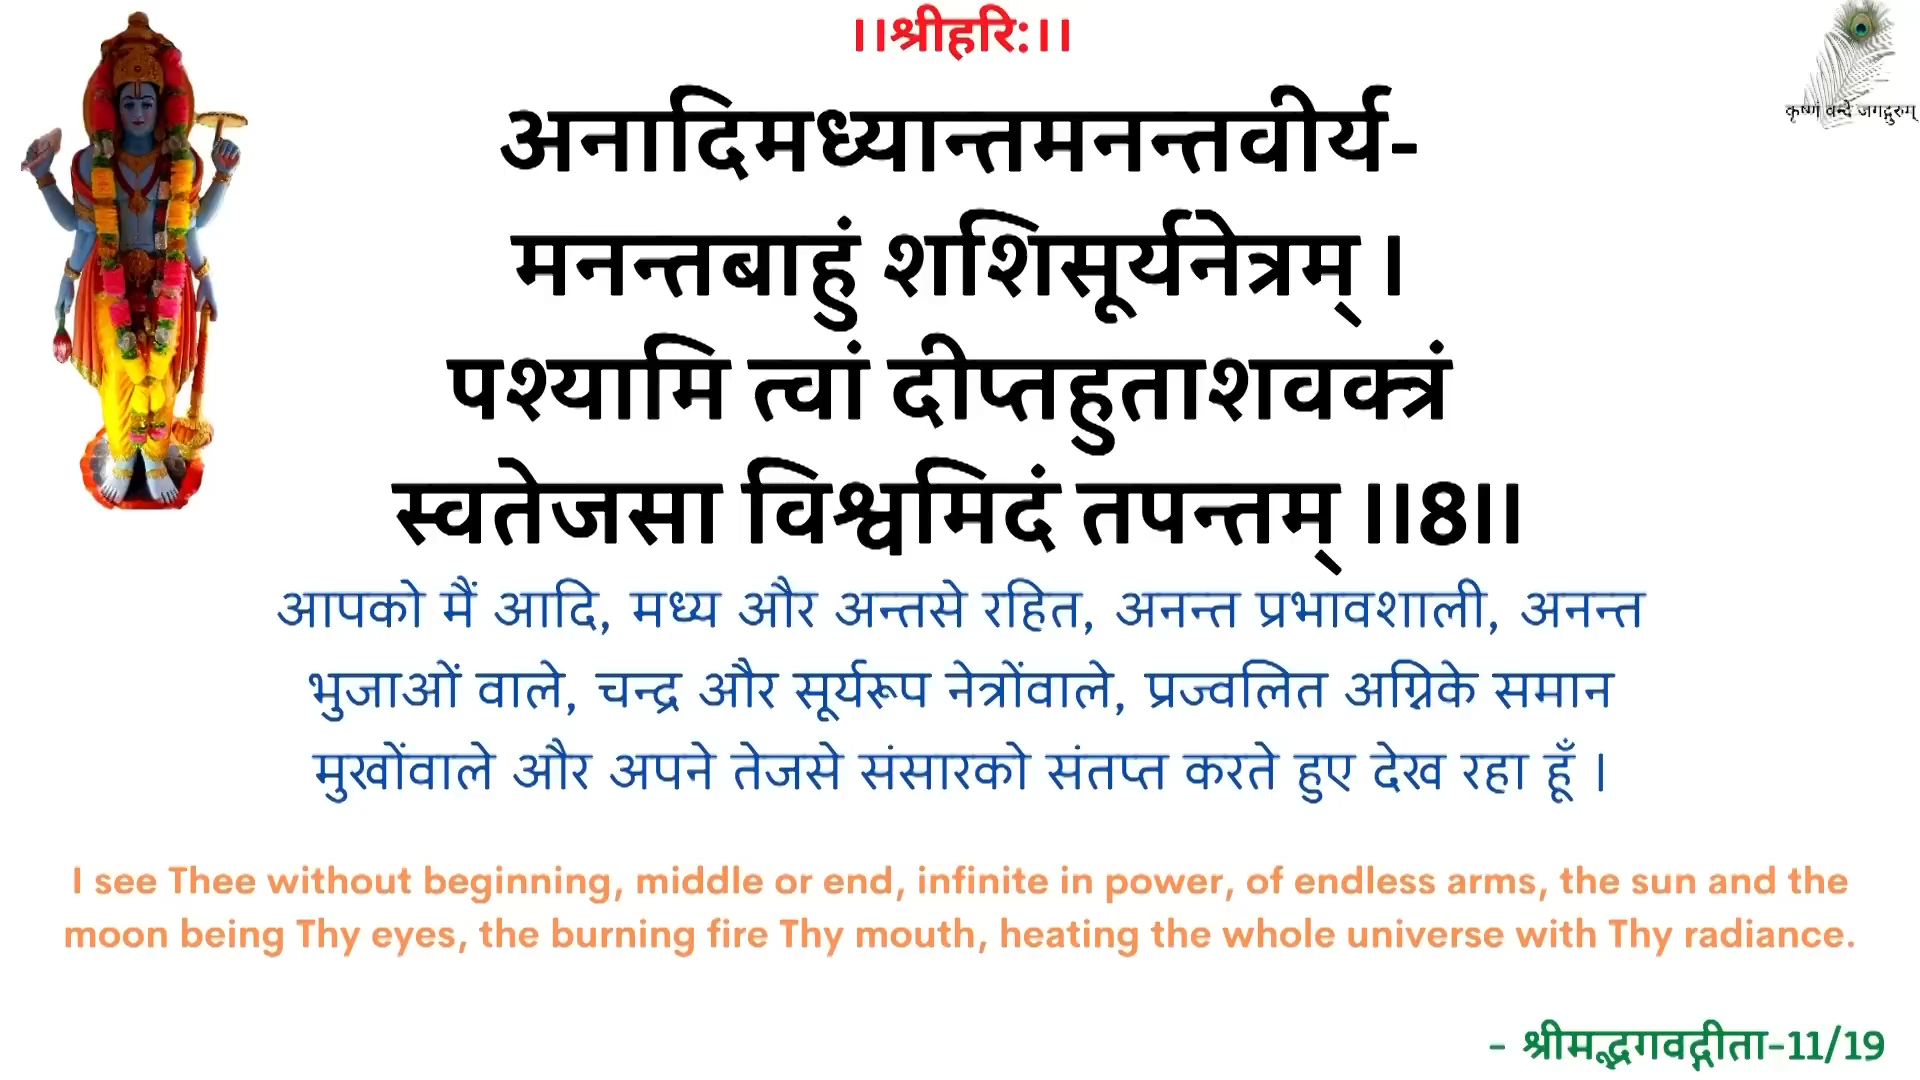 ।।श्रीहरि:।।
कृष्णं वन्दे जगद्गुरुम्
अनादिमध्यान्तमनन्तवीर्य-
मनन्तबाहुं शशिसूर्यनेत्रम् ।
पश्यामि त्वां दीप्तहुताशवक्त्रं
स्वतेजसा विश्वमिदं तपन्तम् ।।8।।
आपको मैं आदि, मध्य और अन्तसे रहित, अनन्त प्रभावशाली, अनन्त
भुजाओं वाले, चन्द्र और सूर्यरूप नेत्रोंवाले, प्रज्वलित अग्निके समान
मुखोंवाले और अपने तेजसे संसारको संतप्त करते हुए देख रहा हूँ ।
I see Thee without beginning, middle or end, infinite in power, of endless arms, the sun and the
moon being Thy eyes, the burning fire Thy mouth, heating the whole universe with Thy radiance.
- श्रीमद्भगवद्गीता-11/19